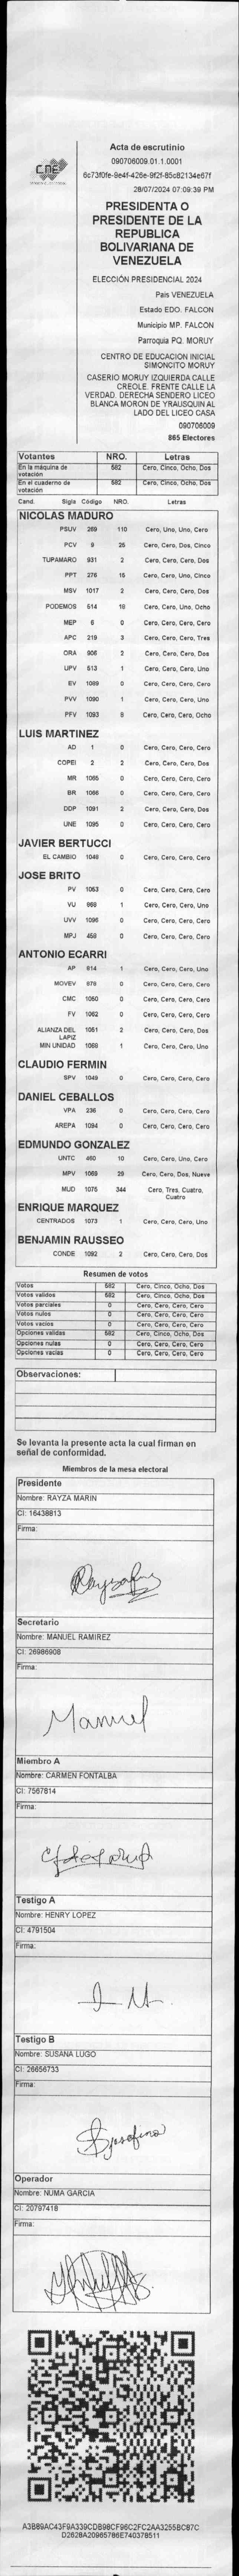 CNE
Acta de escrutinio
090706009.01.1.0001
6c73f0fe-9e4f-426e-9f2f-85c82134e67f
28/07/2024 07:09:39 PM
PRESIDENTA O
PRESIDENTE DE LA
REPUBLICA
BOLIVARIANA DE
VENEZUELA
ELECCIÓN PRESIDENCIAL 2024
Pais VENEZUELA
Estado EDO. FALCON
Municipio MP. FALCON
Parroquia PQ. MORUY
CENTRO DE EDUCACION INICIAL
SIMONCITO MORUY
CASERIO MORUY IZQUIERDA CALLE
CREOLE. FRENTE CALLE LA
VERDAD. DERECHA SENDERO LICEO
BLANCA MORON DE YRAUSQUIN AL
LADO DEL LICEO CASA
090706009
865 Electores
Votantes NRO. Letras
En la máquina de votación 582 Cero, Cinco, Ocho, Dos
En el cuaderno de votación 582 Cero, Cinco, Ocho, Dos
Cand. Sigls Código NRO. Letras
NICOLAS MADURO
PSUV 289 110 Cero, Uno, Uno, Cero
PCV 9 25 Cero, Cero, Dos, Cinco
TUPAMARO 931 2 Cero, Cero, Cero, Dos
PPT 276 15 Cero, Cero, Uno, Cinco
MSV 1017 2 Cero, Cero, Cero, Dos
PODEMOS 514 18 Cero, Cero, Uno, Ocho
MEP 6 0 Cero, Cero, Cero, Cero
APC 219 3 Cero, Cero, Cero, Tres
ORA 906 2 Cero, Cero, Cero, Dos
UPV 513 1 Cero, Cero, Cero, Uno
EV 1089 0 Cero, Cero, Cero, Cero
PVV 1090 1 Cero, Cero, Cero, Uno
PFV 1093 8 Cero, Cero, Cero, Ocho
LUIS MARTINEZ
AD 1 0 Cero, Cero, Cero, Cero
COPEI 2 2 Cero, Cero, Cero, Dos
MR 1065 0 Cero, Cero, Cero, Cero
BR 1066 0 Cero, Cero, Cero, Cero
DDP 1091 2 Cero, Cero, Cero, Dos
UNE 1095 0 Cero, Cero, Cero, Cero
JAVIER BERTUCCI
EL CAMBIO 1048 0 Cero, Cero, Cero, Cero
JOSE BRITO
PV 1063 0 Cero, Cero, Cero, Cero
VU 968 1 Cero, Cero, Cero, Uno
UVV 1096 0 Cero, Cero, Cero, Cero
MPJ 458 0 Cero, Cero, Cero, Cero
ANTONIO ECARRI
AP 814 1 Cero, Cero, Cero, Uno
MOVEV 878 0 Cero, Cero, Cero, Cero
CMC 1050 0 Cero, Cero, Cero, Cero
FV 1062 0 Cero, Cero, Cero, Cero
ALIANZA DEL LAPIZ 1051 2 Cero, Cero, Cero, Dos
MIN UNIDAD 1068 1 Cero, Cero, Cero, Uno
CLAUDIO FERMIN
SPV 1049 0 Cero, Cero, Cero, Cero
DANIEL CEBALLOS
VPA 236 0 Cero, Cero, Cero, Cero
AREPA 1094 0 Cero, Cero, Cero, Cero
EDMUNDO GONZALEZ
UNTC 460 10 Cero, Cero, Uno, Cero
MPV 1069 29 Cero, Cero, Dos, Nueve
MUD 1075 344 Cero, Tres, Cuatro, Cuatro
ENRIQUE MARQUEZ
CENTRADOS 1073 1 Cero, Cero, Cero, Uno
BENJAMIN RAUSSEO
CONDE 1092 2 Cero, Cero, Cero, Dos
Resumen de votos
Votos 582 Cero, Cinco, Ocho, Dos
Votos validos 582 Cero, Cinco, Ocho, Dos
Votos parciales 0 Cero, Cero, Cero, Cero
Votos nulos 0 Cero, Cero, Cero, Cero
Votos vacios 0 Cero, Cero, Cero, Cero
Opciones validas 582 Cero, Cinco, Ocho, Dos
Opciones nulas 0 Cero, Cero, Cero, Cero
Opciones vacias 0 Cero, Cero, Cero, Cero
Observaciones:
Se levanta la presente acta la cual firman en
señal de conformidad.
Miembros de la mesa electoral
Presidente
Nombre: RAYZA MARIN
CI: 16438813
Firma:
Secretario
Nombre: MANUEL RAMIREZ
CI: 26986908
Firma:
Manuel
Miembro A
Nombre: CARMEN FONTALBA
CI: 7567814
Firma:
Testigo A
Nombre: HENRY LOPEZ
CI: 4791504
Firma:
Testigo B
Nombre: SUSANA LUGO
CI: 26656733
Firma:
Josefina
Operador
Nombre: NUMA GARCIA
CI: 20797418
Firma:
A3B89AC43F9A339CDB98CF96C2FC2AA3255BC87C
D2628A20965786E740378511